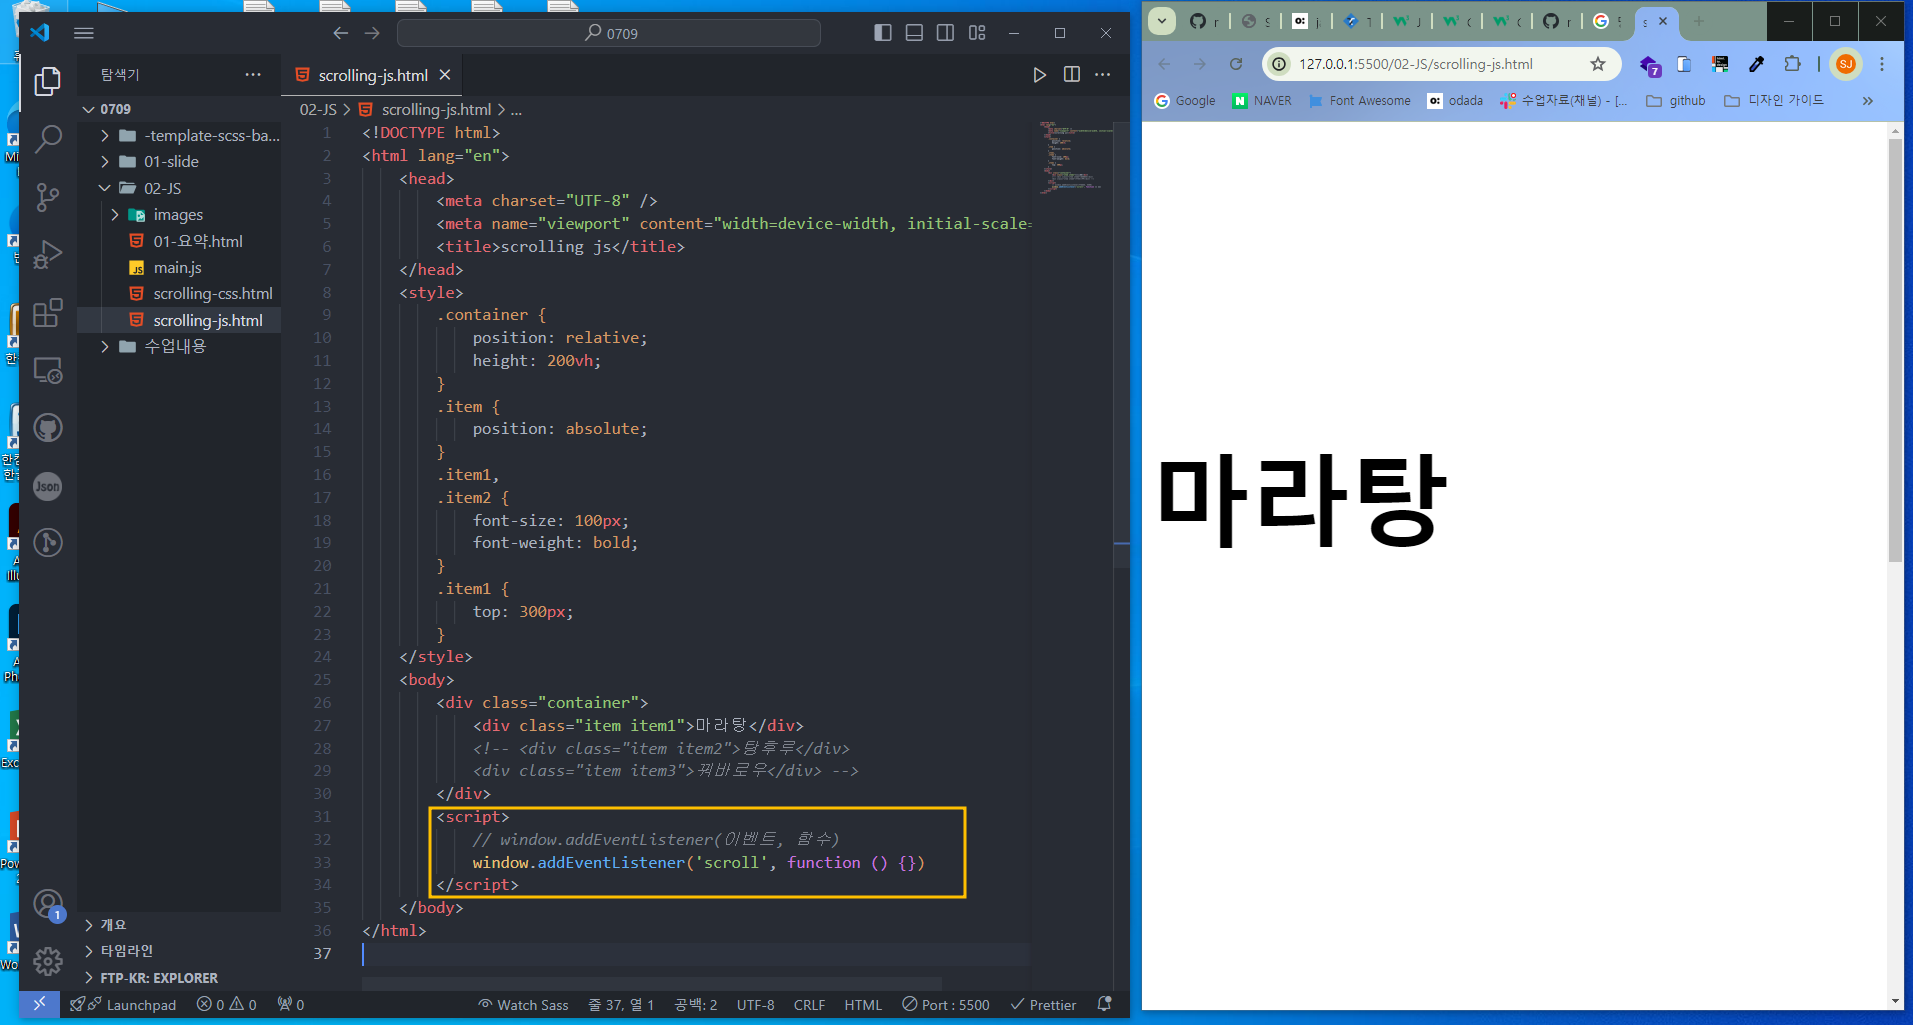 0709
탐색기
0709
-template-scss-ba...
01-slide
02-JS
images
01-요약.html
main.js
scrolling-css.html
scrolling-js.html
수업내용
개요
타임라인
FTP-KR: EXPLORER
scrolling-js.html
02-JS > scrolling-js.html > ...
1 <!DOCTYPE html>
2 <html lang="en">
3 <head>
4 <meta charset="UTF-8" />
5 <meta name="viewport" content="width=device-width, initial-scale=
6 <title>scrolling js</title>
7 </head>
8 <style>
9 .container {
10 position: relative;
11 height: 200vh;
12 }
13 .item {
14 position: absolute;
15 }
16 .item1,
17 .item2 {
18 font-size: 100px;
19 font-weight: bold;
20 }
21 .item1 {
22 top: 300px;
23 }
24 </style>
25 <body>
26 <div class="container">
27 <div class="item item1">마라탕</div>
28 <!-- <div class="item item2">탕후루</div>
29 <div class="item item3">꿔바로우</div> -->
30 </div>
31 <script>
32 // window.addEventListener(이벤트, 함수)
33 window.addEventListener('scroll', function () {})
34 </script>
35 </body>
36 </html>
37
Json
1
Launchpad 0 0 0 Watch Sass 줄 37, 열 1 공백: 2 UTF-8 CRLF HTML Port : 5500 Prettier
127.0.0.1:5500/02-JS/scrolling-js.html
7
SJ
Google NAVER Font Awesome odada 수업자료(채널) - [... github 디자인 가이드
마라탕